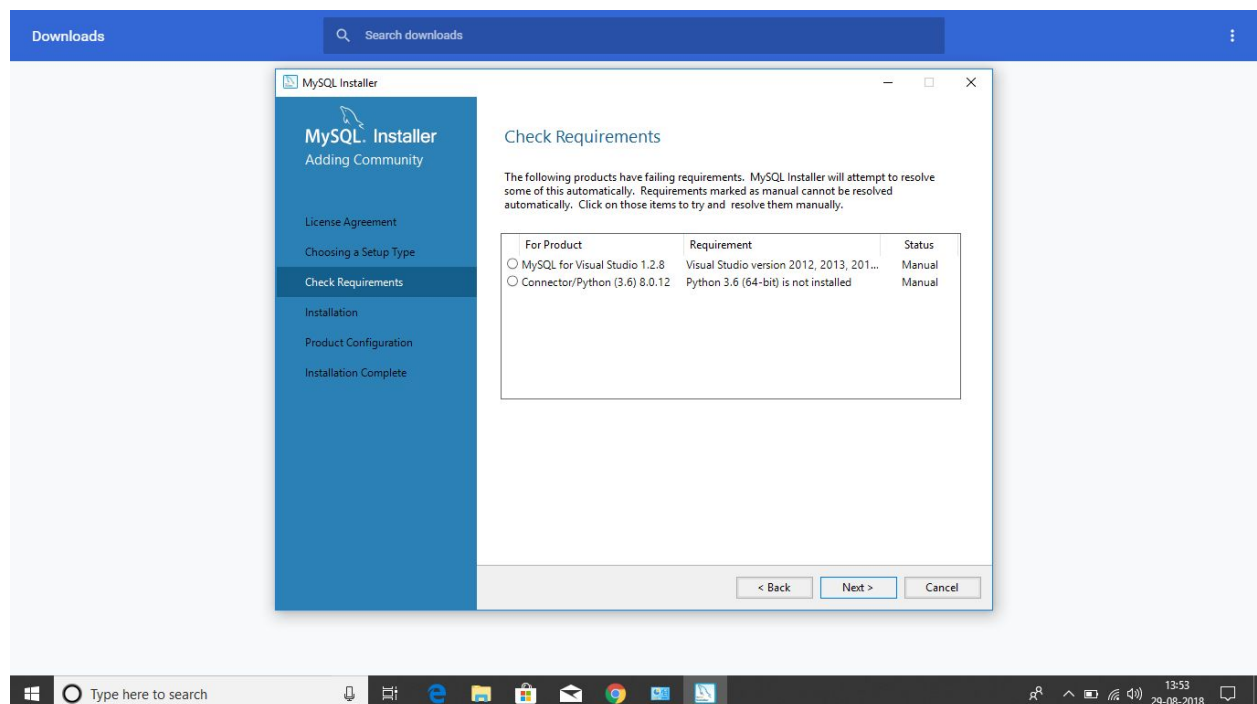 Downloads
Search downloads
MySQL Installer
MySQL. Installer
Adding Community
License Agreement
Choosing a Setup Type
Check Requirements
Installation
Product Configuration
Installation Complete
Check Requirements
The following products have failing requirements. MySQL Installer will attempt to resolve
some of this automatically. Requirements marked as manual cannot be resolved
automatically. Click on those items to try and resolve them manually.
For Product Requirement Status
MySQL for Visual Studio 1.2.8 Visual Studio version 2012, 2013, 201... Manual
Connector/Python (3.6) 8.0.12 Python 3.6 (64-bit) is not installed Manual
< Back Next > Cancel
Type here to search
13:53
29-08-2018